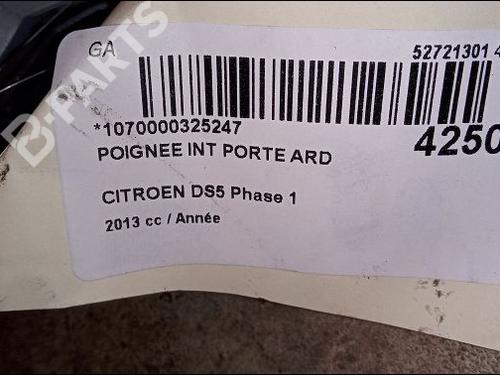 GA
52721301 4
*1070000325247
4250
POIGNEE INT PORTE ARD
CITROEN DS5 Phase 1
2013 cc / Année
B-PARTS